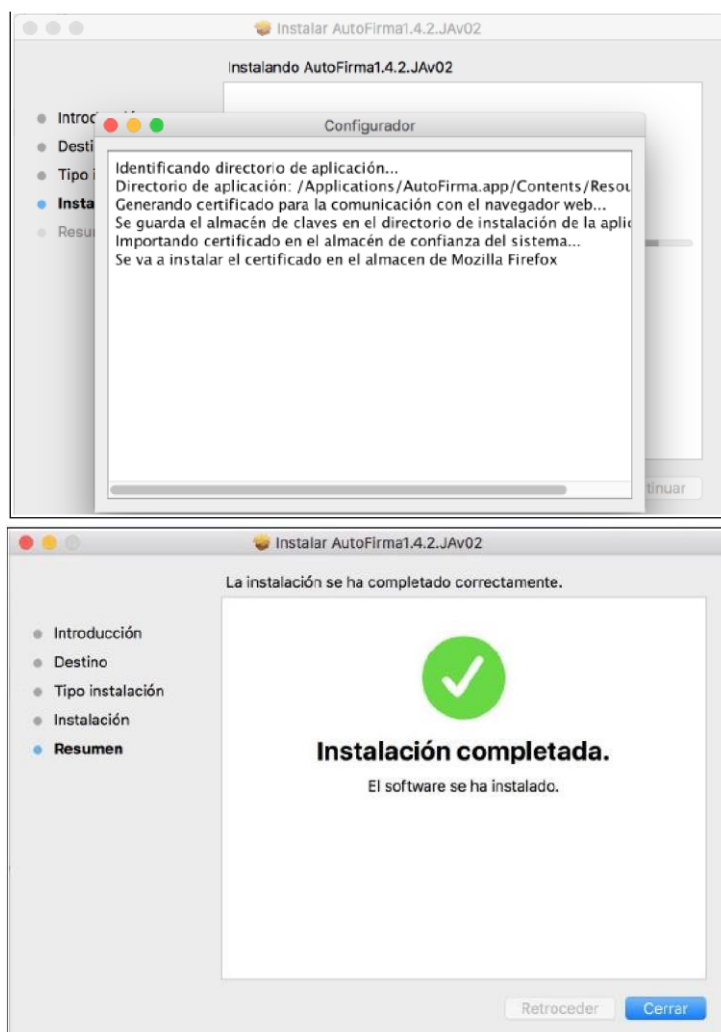 Instalar AutoFirma1.4.2.JAv02
Instalando AutoFirma1.4.2.JAv02
Introd
Desti
Tipo i
Insta
Resu
Configurador
Identificando directorio de aplicación...
Directorio de aplicación: /Applications/AutoFirma.app/Contents/Resou
Generando certificado para la comunicación con el navegador web...
Se guarda el almacén de claves en el directorio de instalación de la aplic
Importando certificado en el almacén de confianza del sistema...
Se va a instalar el certificado en el almacen de Mozilla Firefox
tinuar
Instalar AutoFirma1.4.2.JAv02
La instalación se ha completado correctamente.
Introducción
Destino
Tipo instalación
Instalación
Resumen
Instalación completada.
El software se ha instalado.
Retroceder
Cerrar